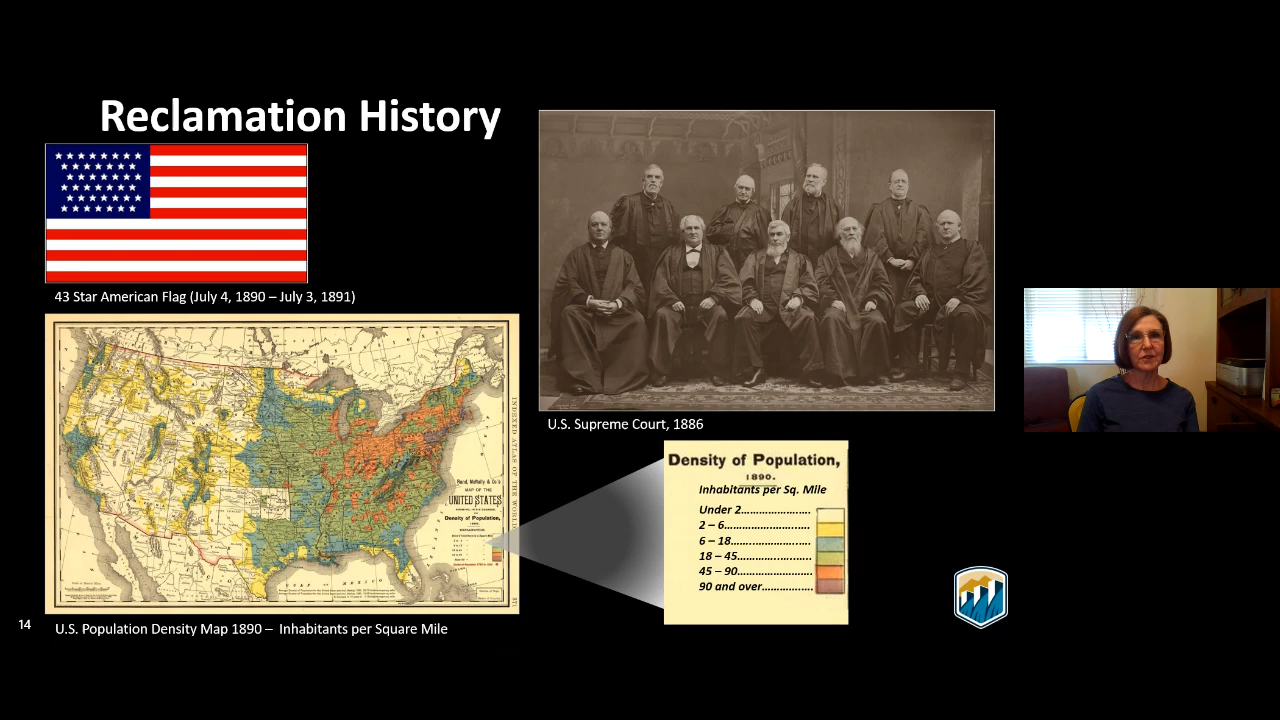 Reclamation History
43 Star American Flag (July 4, 1890 – July 3, 1891)
U.S. Supreme Court, 1886
INDEXED ATLAS OF THE WORLD
Rand, McNally & Co.'s
MAP OF THE
UNITED STATES
Density of Population,
GULF OF MEXICO
Density of Population,
1890.
Inhabitants per Sq. Mile
Under 2......................
2 – 6......................
6 – 18......................
18 – 45......................
45 – 90......................
90 and over...............
14
U.S. Population Density Map 1890 – Inhabitants per Square Mile